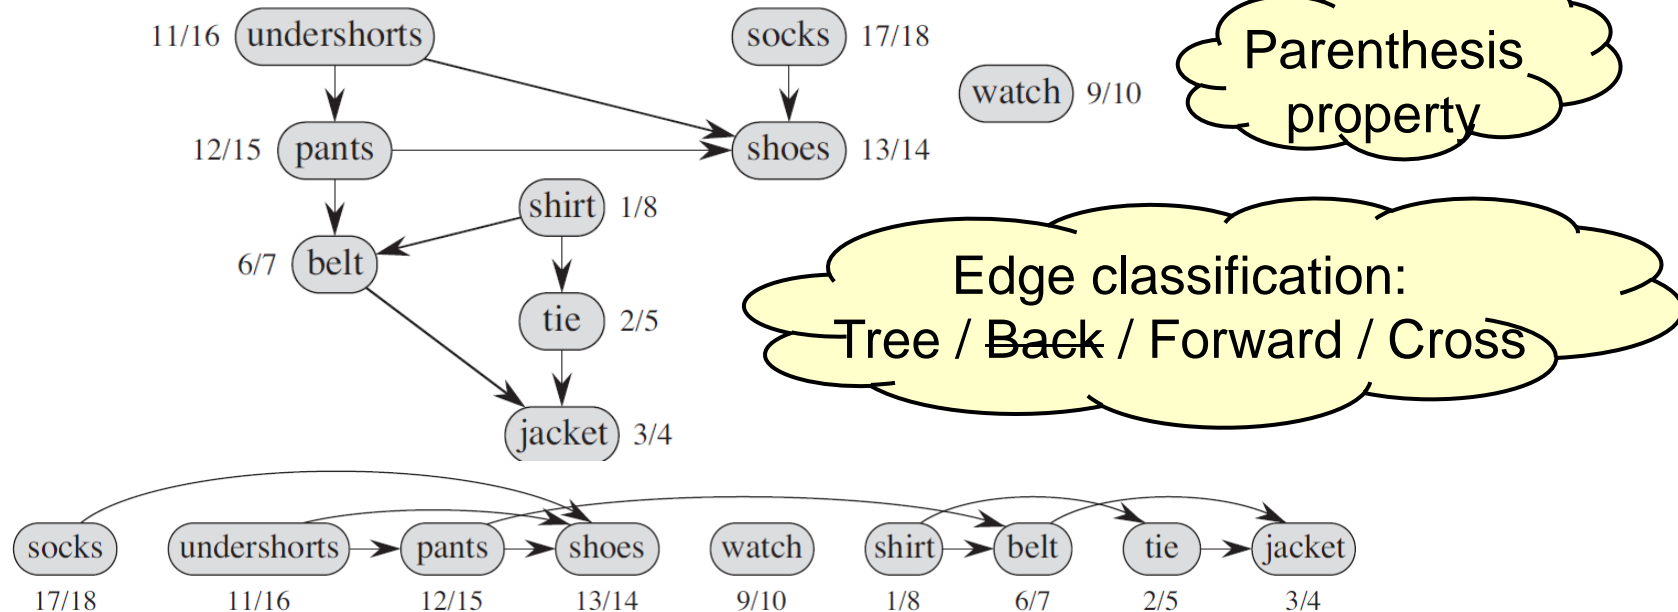 11/16 undershorts socks 17/18
Parenthesis
property
watch 9/10
12/15 pants shoes 13/14
shirt 1/8
6/7 belt
Edge classification:
Tree / Back / Forward / Cross
tie 2/5
jacket 3/4
socks undershorts pants shoes watch shirt belt tie jacket
17/18 11/16 12/15 13/14 9/10 1/8 6/7 2/5 3/4